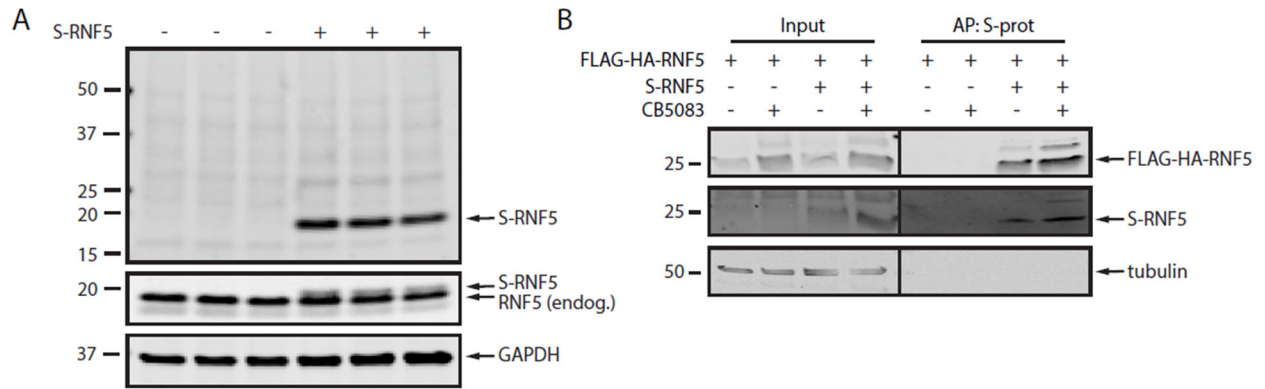 A
S-RNF5 - - - + + +
50
37
25
20
15
S-RNF5
20
S-RNF5
RNF5 (endog.)
37
GAPDH
B
Input AP: S-prot
FLAG-HA-RNF5 + + + + + + + +
S-RNF5 - - + + - - + +
CB5083 - + - + - + - +
25
FLAG-HA-RNF5
25
S-RNF5
50
tubulin